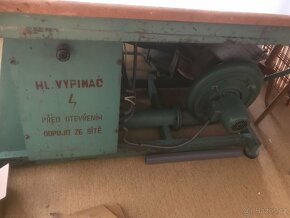 HL. VYPINAČ
PŘED OTEVŘENÍM
ODPOJIT ZE SÍTĚ